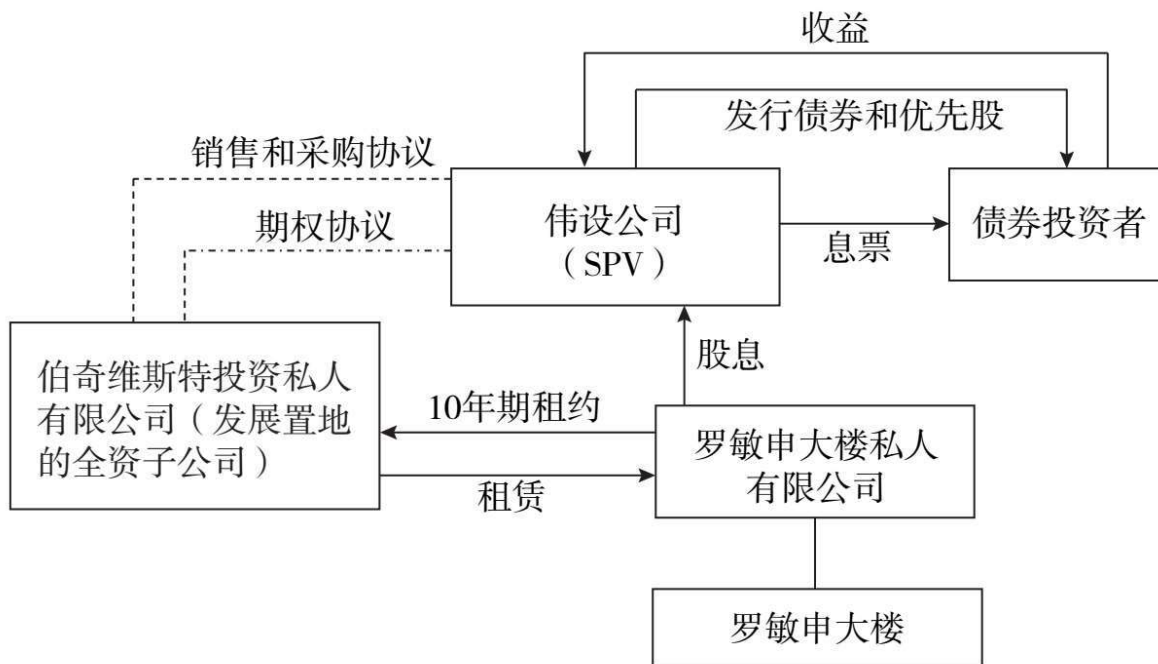 收益
发行债券和优先股
销售和采购协议
期权协议
伟设公司
（SPV）
息票
债券投资者
股息
伯奇维斯特投资私人
有限公司（发展置地
的全资子公司）
10年期租约
租赁
罗敏申大楼私人
有限公司
罗敏申大楼